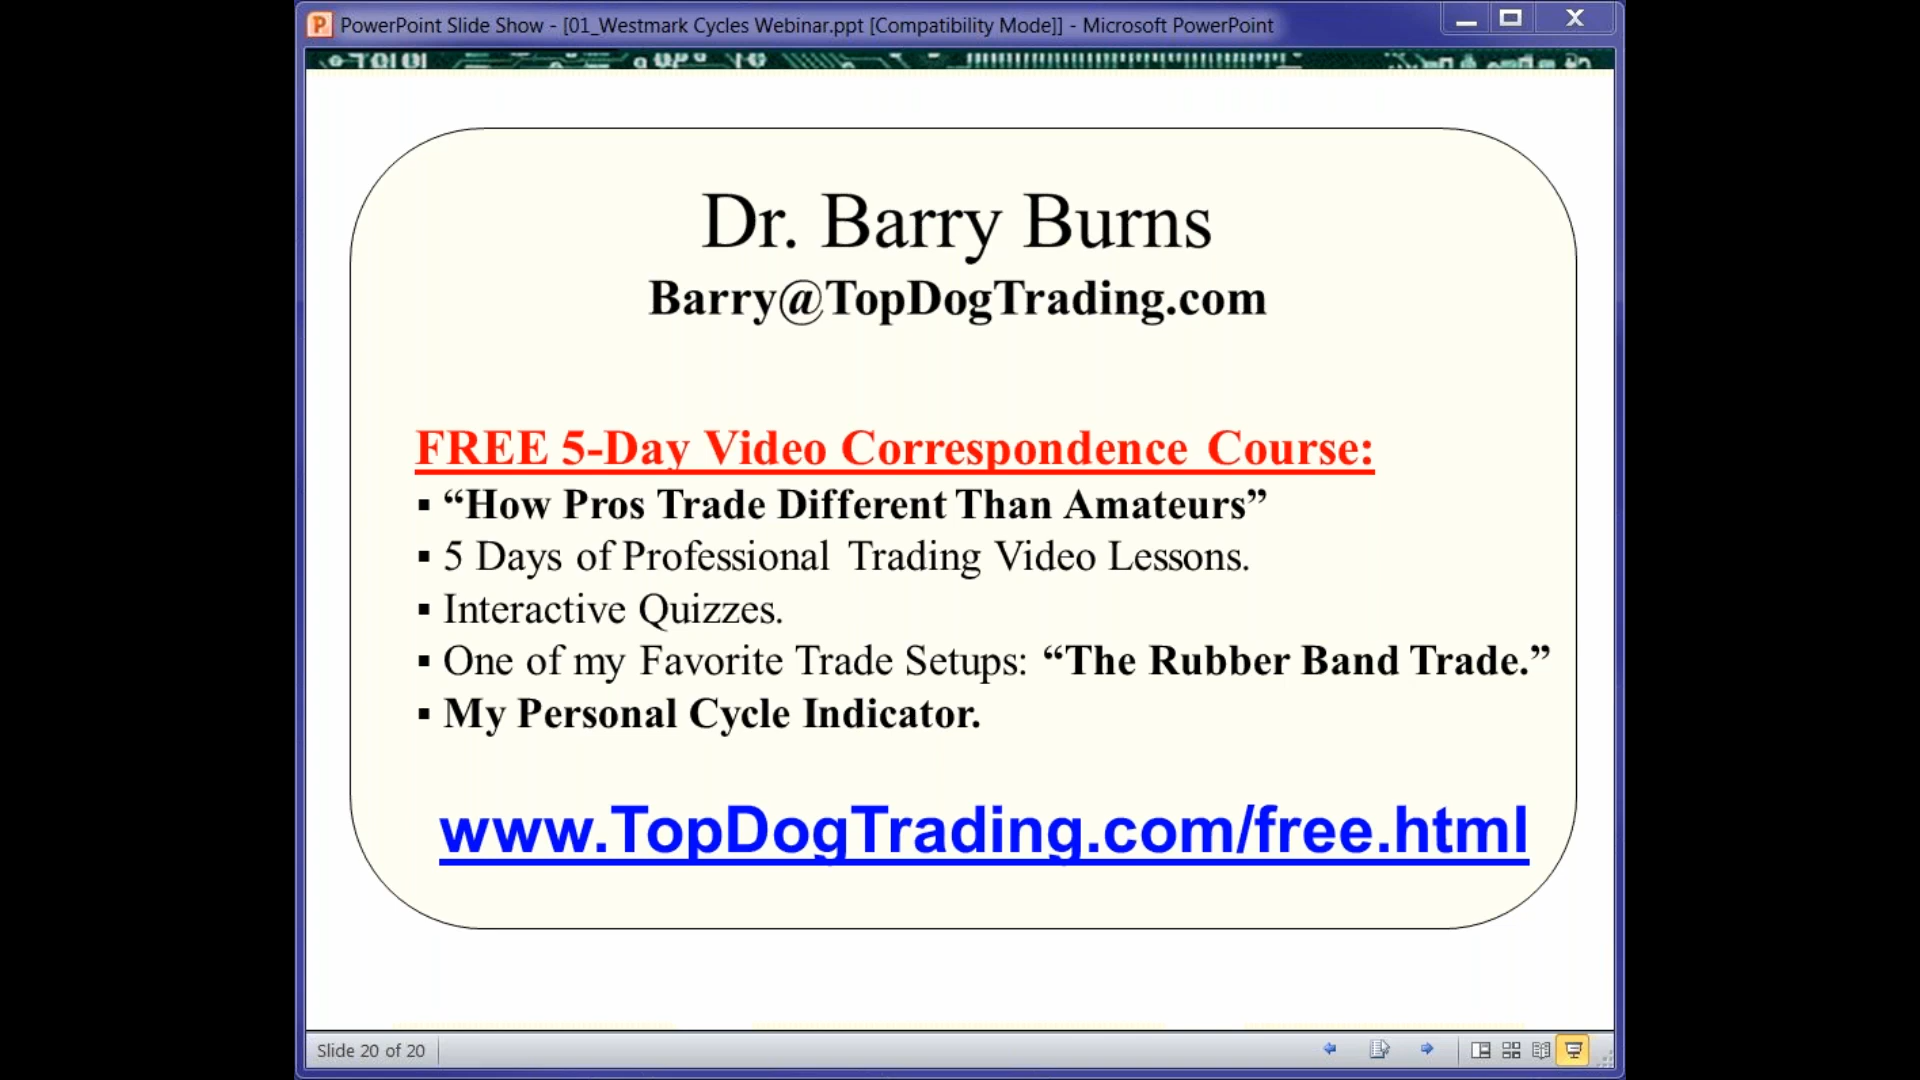 PowerPoint Slide Show - [01_Westmark Cycles Webinar.ppt [Compatibility Mode]] - Microsoft PowerPoint
Dr. Barry Burns
Barry@TopDogTrading.com
FREE 5-Day Video Correspondence Course:
▪ “How Pros Trade Different Than Amateurs”
▪ 5 Days of Professional Trading Video Lessons.
▪ Interactive Quizzes.
▪ One of my Favorite Trade Setups: “The Rubber Band Trade.”
▪ My Personal Cycle Indicator.
www.TopDogTrading.com/free.html
Slide 20 of 20